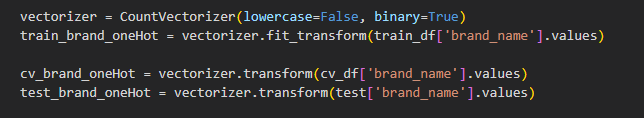 vectorizer = CountVectorizer(lowercase=False, binary=True)
train_brand_oneHot = vectorizer.fit_transform(train_df['brand_name'].values)
cv_brand_oneHot = vectorizer.transform(cv_df['brand_name'].values)
test_brand_oneHot = vectorizer.transform(test['brand_name'].values)